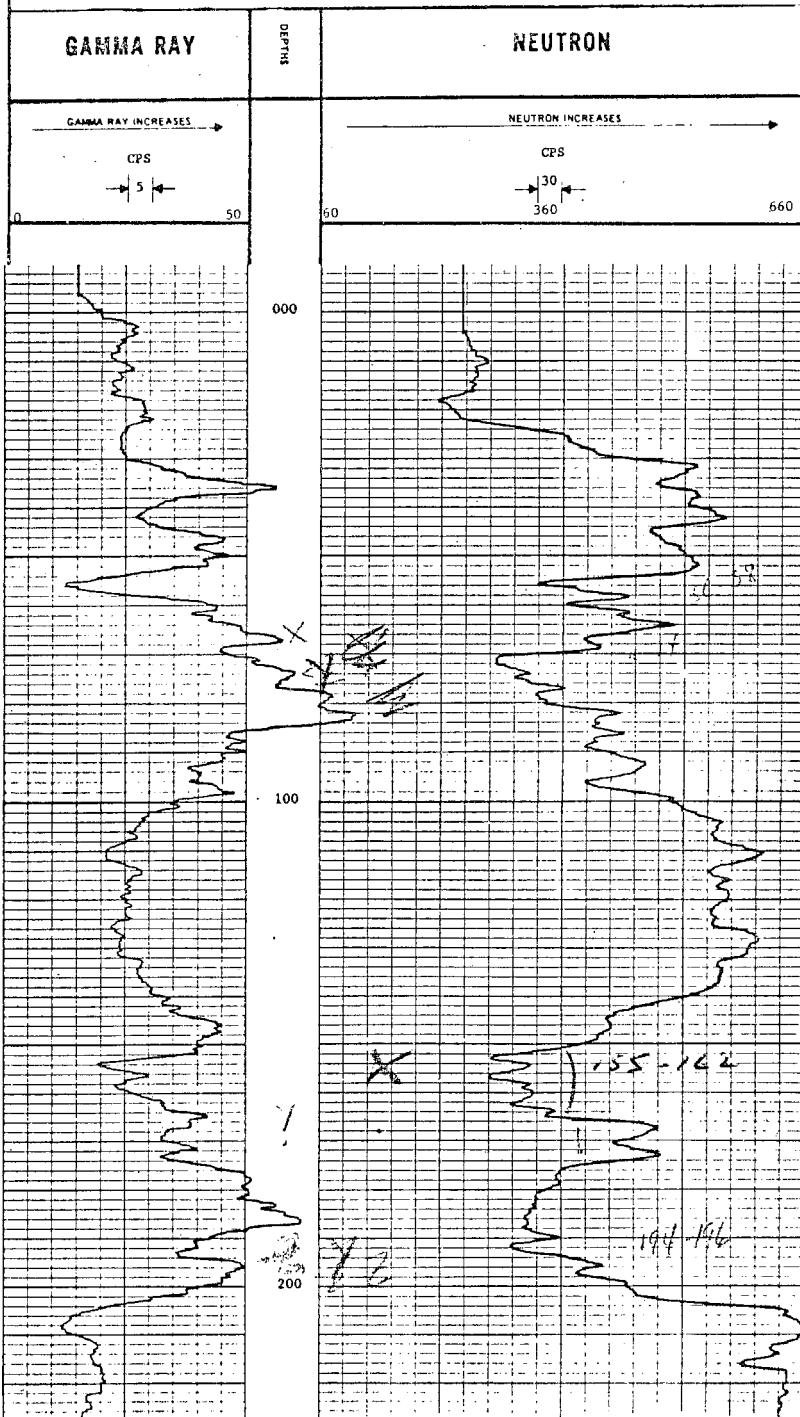 GAMMA RAY
DEPTHS
NEUTRON
GAMMA RAY INCREASES
NEUTRON INCREASES
CPS
CPS
5
30
0
50
60
360
660
000
100
155-162
194-196
200